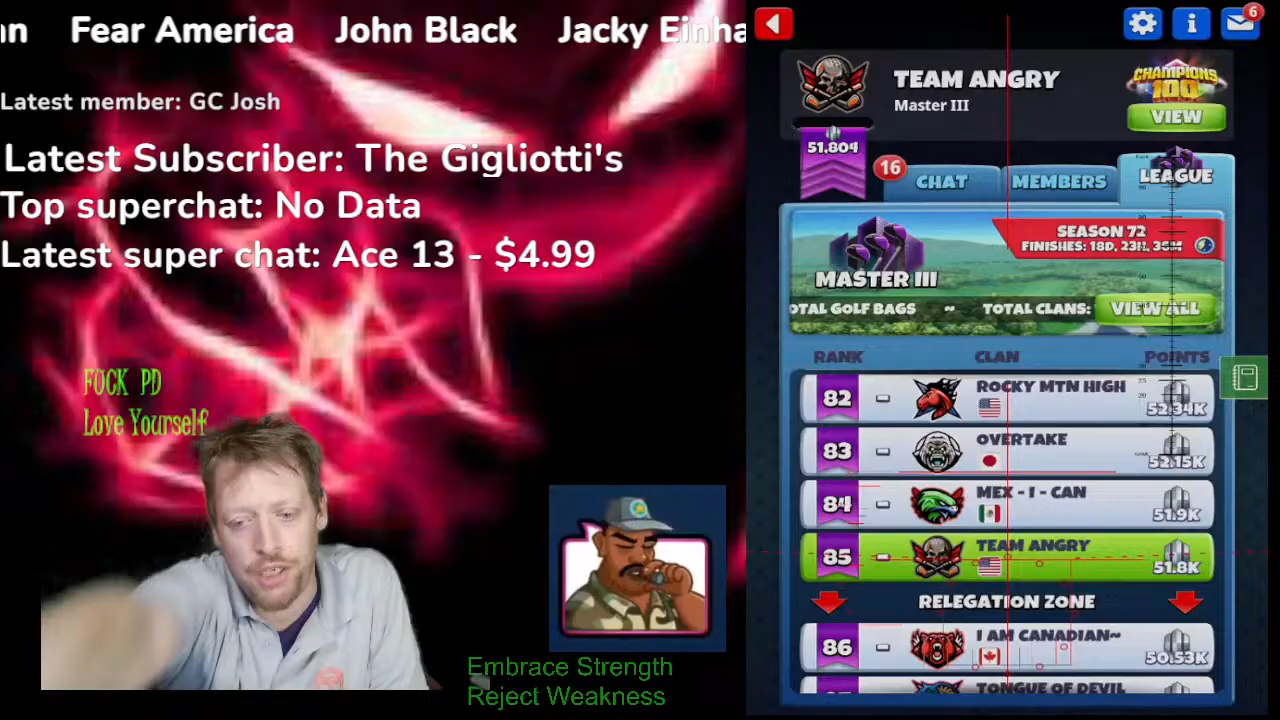 nn Fear America John Black Jacky Einha
Latest member: GC Josh
Latest Subscriber: The Gigliotti's
Top superchat: No Data
Latest super chat: Ace 13 - $4.99
FUCK PD
Love Yourself
Embrace Strength
Reject Weakness
6
TEAM ANGRY
Master III
CHAMPIONS
100
VIEW
51,804
16
CHAT
MEMBERS
LEAGUE
SEASON 72
FINISHES: 18D, 23H, 36M
MASTER III
OTAL GOLF BAGS ~ TOTAL CLANS:
VIEW ALL
RANK CLAN POINTS
82 - ROCKY MTN HIGH 52.34K
83 - OVERTAKE 52.15K
84 - MEX - I - CAN 51.9K
85 - TEAM ANGRY 51.8K
RELEGATION ZONE
86 - I AM CANADIAN~ 50.53K
TONGUE OF DEVIL